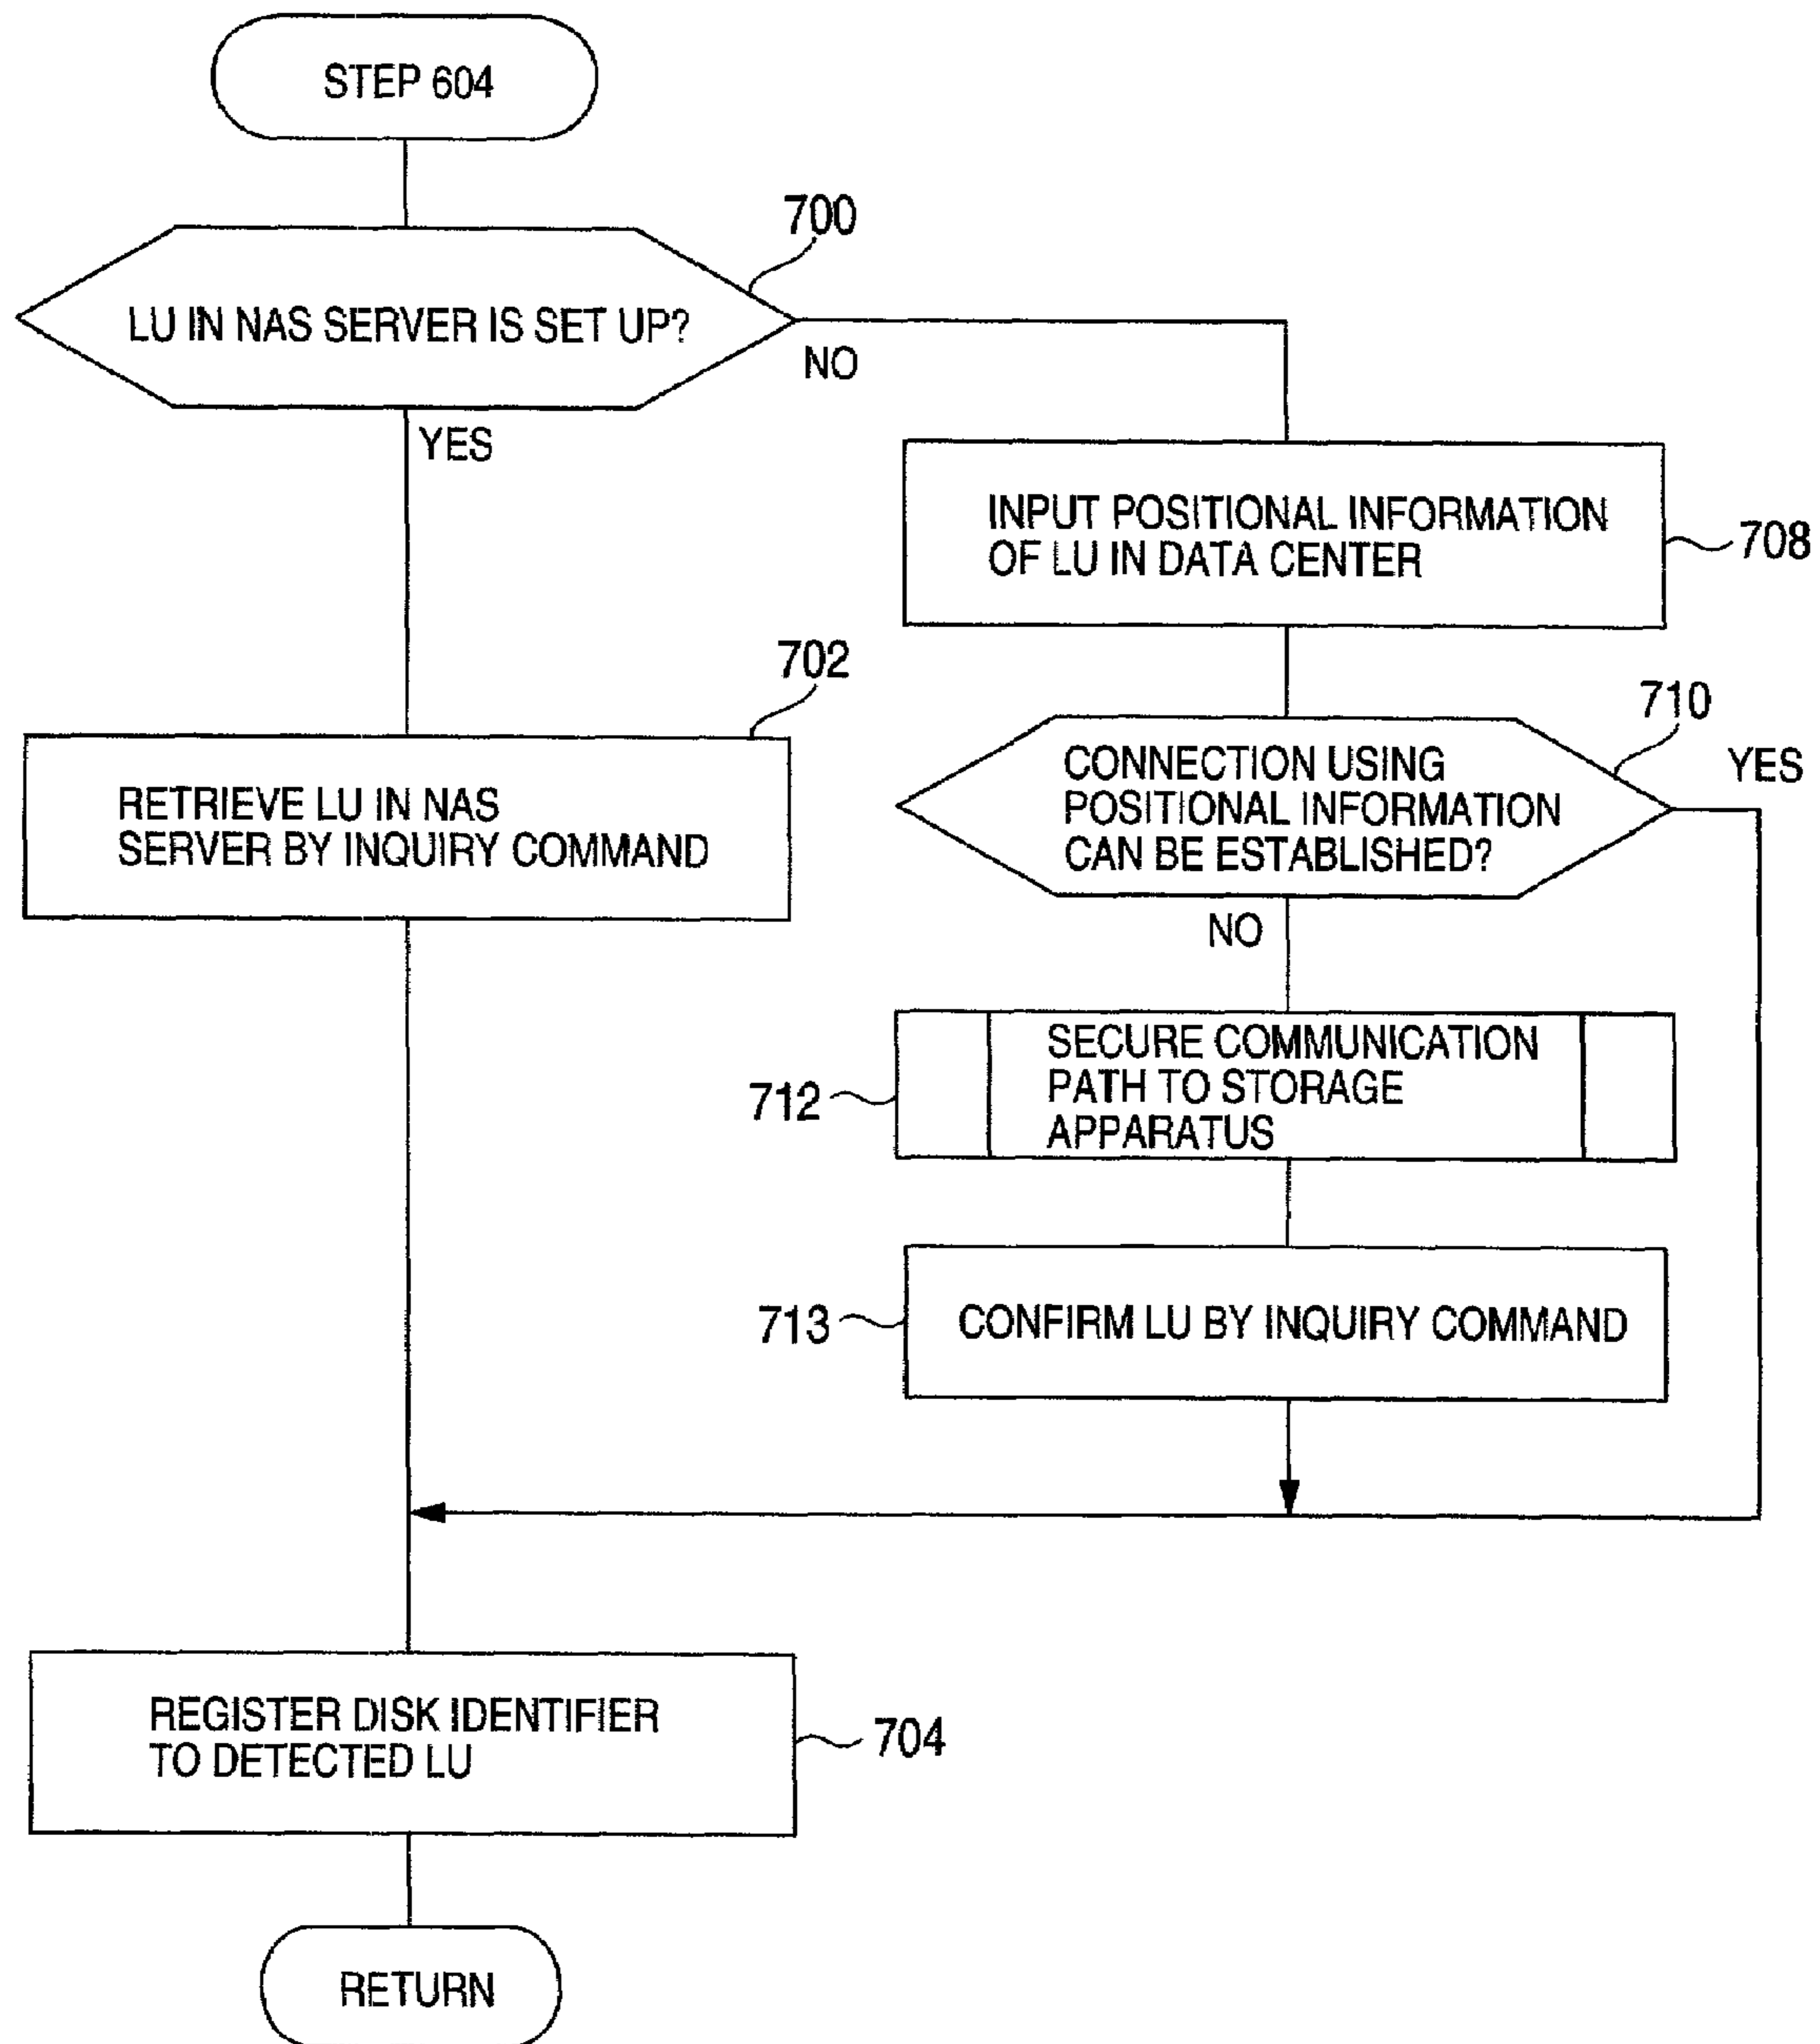 STEP 604
700
LU IN NAS SERVER IS SET UP?
NO
YES
INPUT POSITIONAL INFORMATION
OF LU IN DATA CENTER
708
702
RETRIEVE LU IN NAS
SERVER BY INQUIRY COMMAND
710
CONNECTION USING
POSITIONAL INFORMATION
CAN BE ESTABLISHED?
YES
NO
SECURE COMMUNICATION
PATH TO STORAGE
APPARATUS
712
713
CONFIRM LU BY INQUIRY COMMAND
REGISTER DISK IDENTIFIER
TO DETECTED LU
704
RETURN